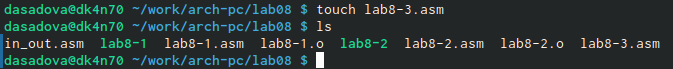 dasadova@dk4n70 ~/work/arch-pc/lab08 $ touch lab8-3.asm
dasadova@dk4n70 ~/work/arch-pc/lab08 $ ls
in_out.asm lab8-1 lab8-1.asm lab8-1.o lab8-2 lab8-2.asm lab8-2.o lab8-3.asm
dasadova@dk4n70 ~/work/arch-pc/lab08 $